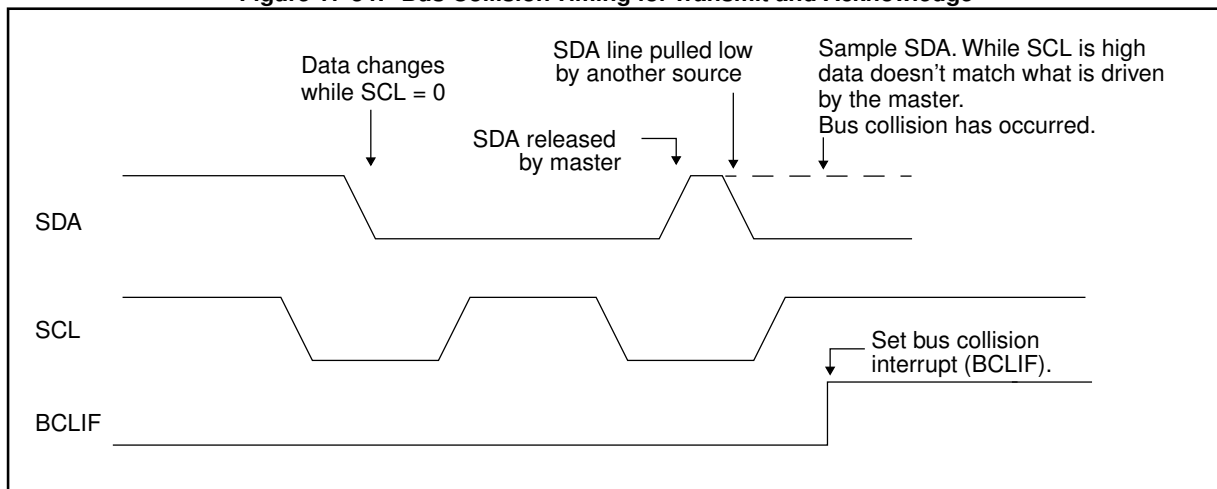 Figure Bus Collision Timing for Transmit and Acknowledge
Data changes
while SCL = 0
SDA line pulled low
by another source
Sample SDA. While SCL is high
data doesn't match what is driven
by the master.
Bus collision has occurred.
SDA released
by master
SDA
SCL
Set bus collision
interrupt (BCLIF).
BCLIF